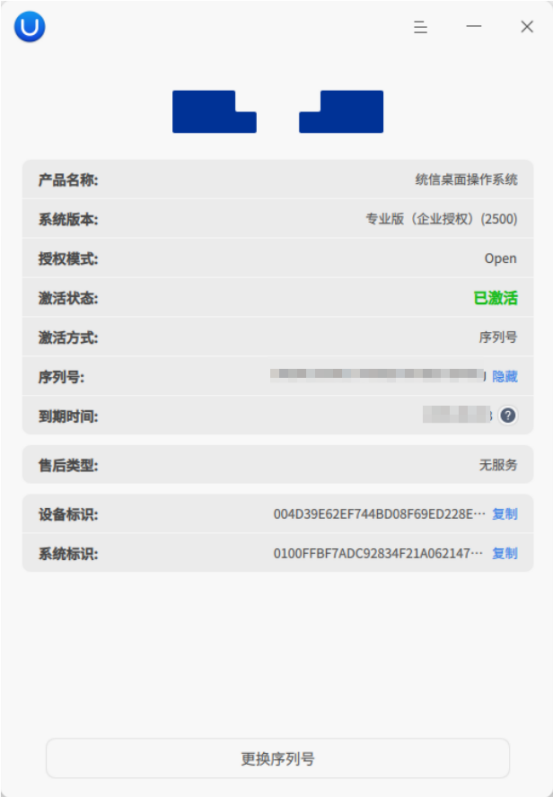 产品名称: 统信桌面操作系统
系统版本: 专业版（企业授权）(2500)
授权模式: Open
激活状态: 已激活
激活方式: 序列号
序列号: 隐藏
到期时间: ?
售后类型: 无服务
设备标识: 004D39E62EF744BD08F69ED228E··· 复制
系统标识: 0100FFBF7ADC92834F21A062147··· 复制
更换序列号